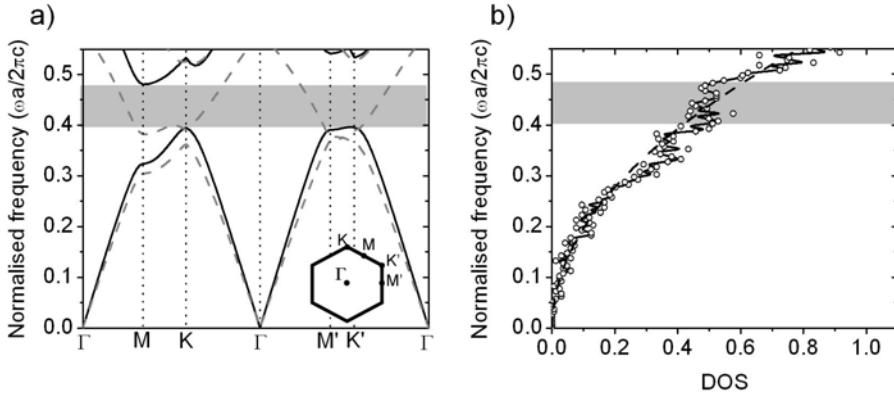 a)
Normalised frequency (ωa/2πc)
0.5
0.4
0.3
0.2
0.1
0.0
K
M
Γ
K'
M'
Γ M K Γ M' K' Γ
b)
Normalised frequency (ωa/2πc)
0.5
0.4
0.3
0.2
0.1
0.0
0.0 0.2 0.4 0.6 0.8 1.0
DOS